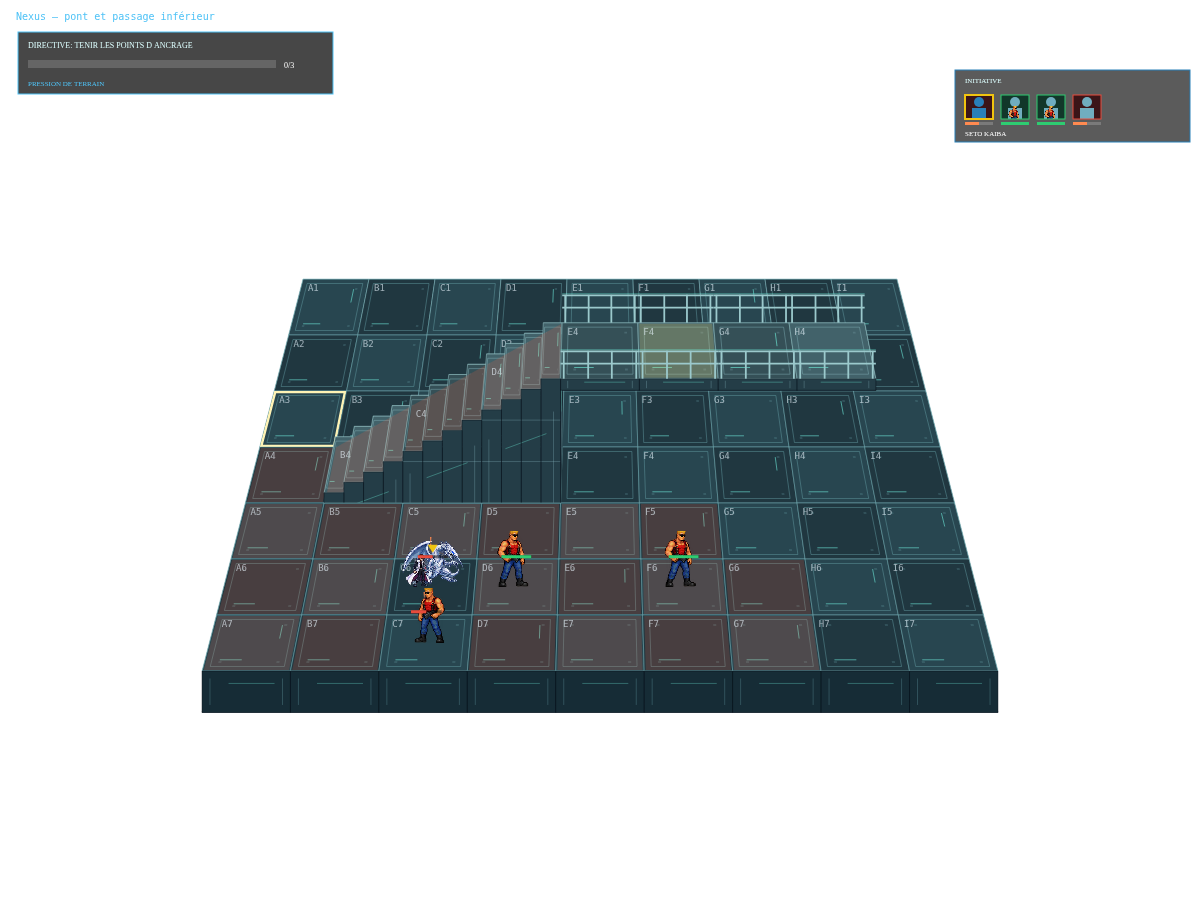 Nexus — pont et passage inférieur
DIRECTIVE: TENIR LES POINTS D ANCRAGE
0/3
PRESSION DE TERRAIN
INITIATIVE
SETO KAIBA
A1 B1 C1 D1 E1 F1 G1 H1 I1
E4 F4 G4 H4
A2 B2 C2
D4
A3 B3 C4 E3 F3 G3 H3 I3
A4 B4 E4 F4 G4 H4 I4
A5 B5 C5 D5 E5 F5 G5 H5 I5
A6 B6 D6 E6 F6 G6 H6 I6
A7 B7 C7 D7 E7 F7 G7 H7 I7